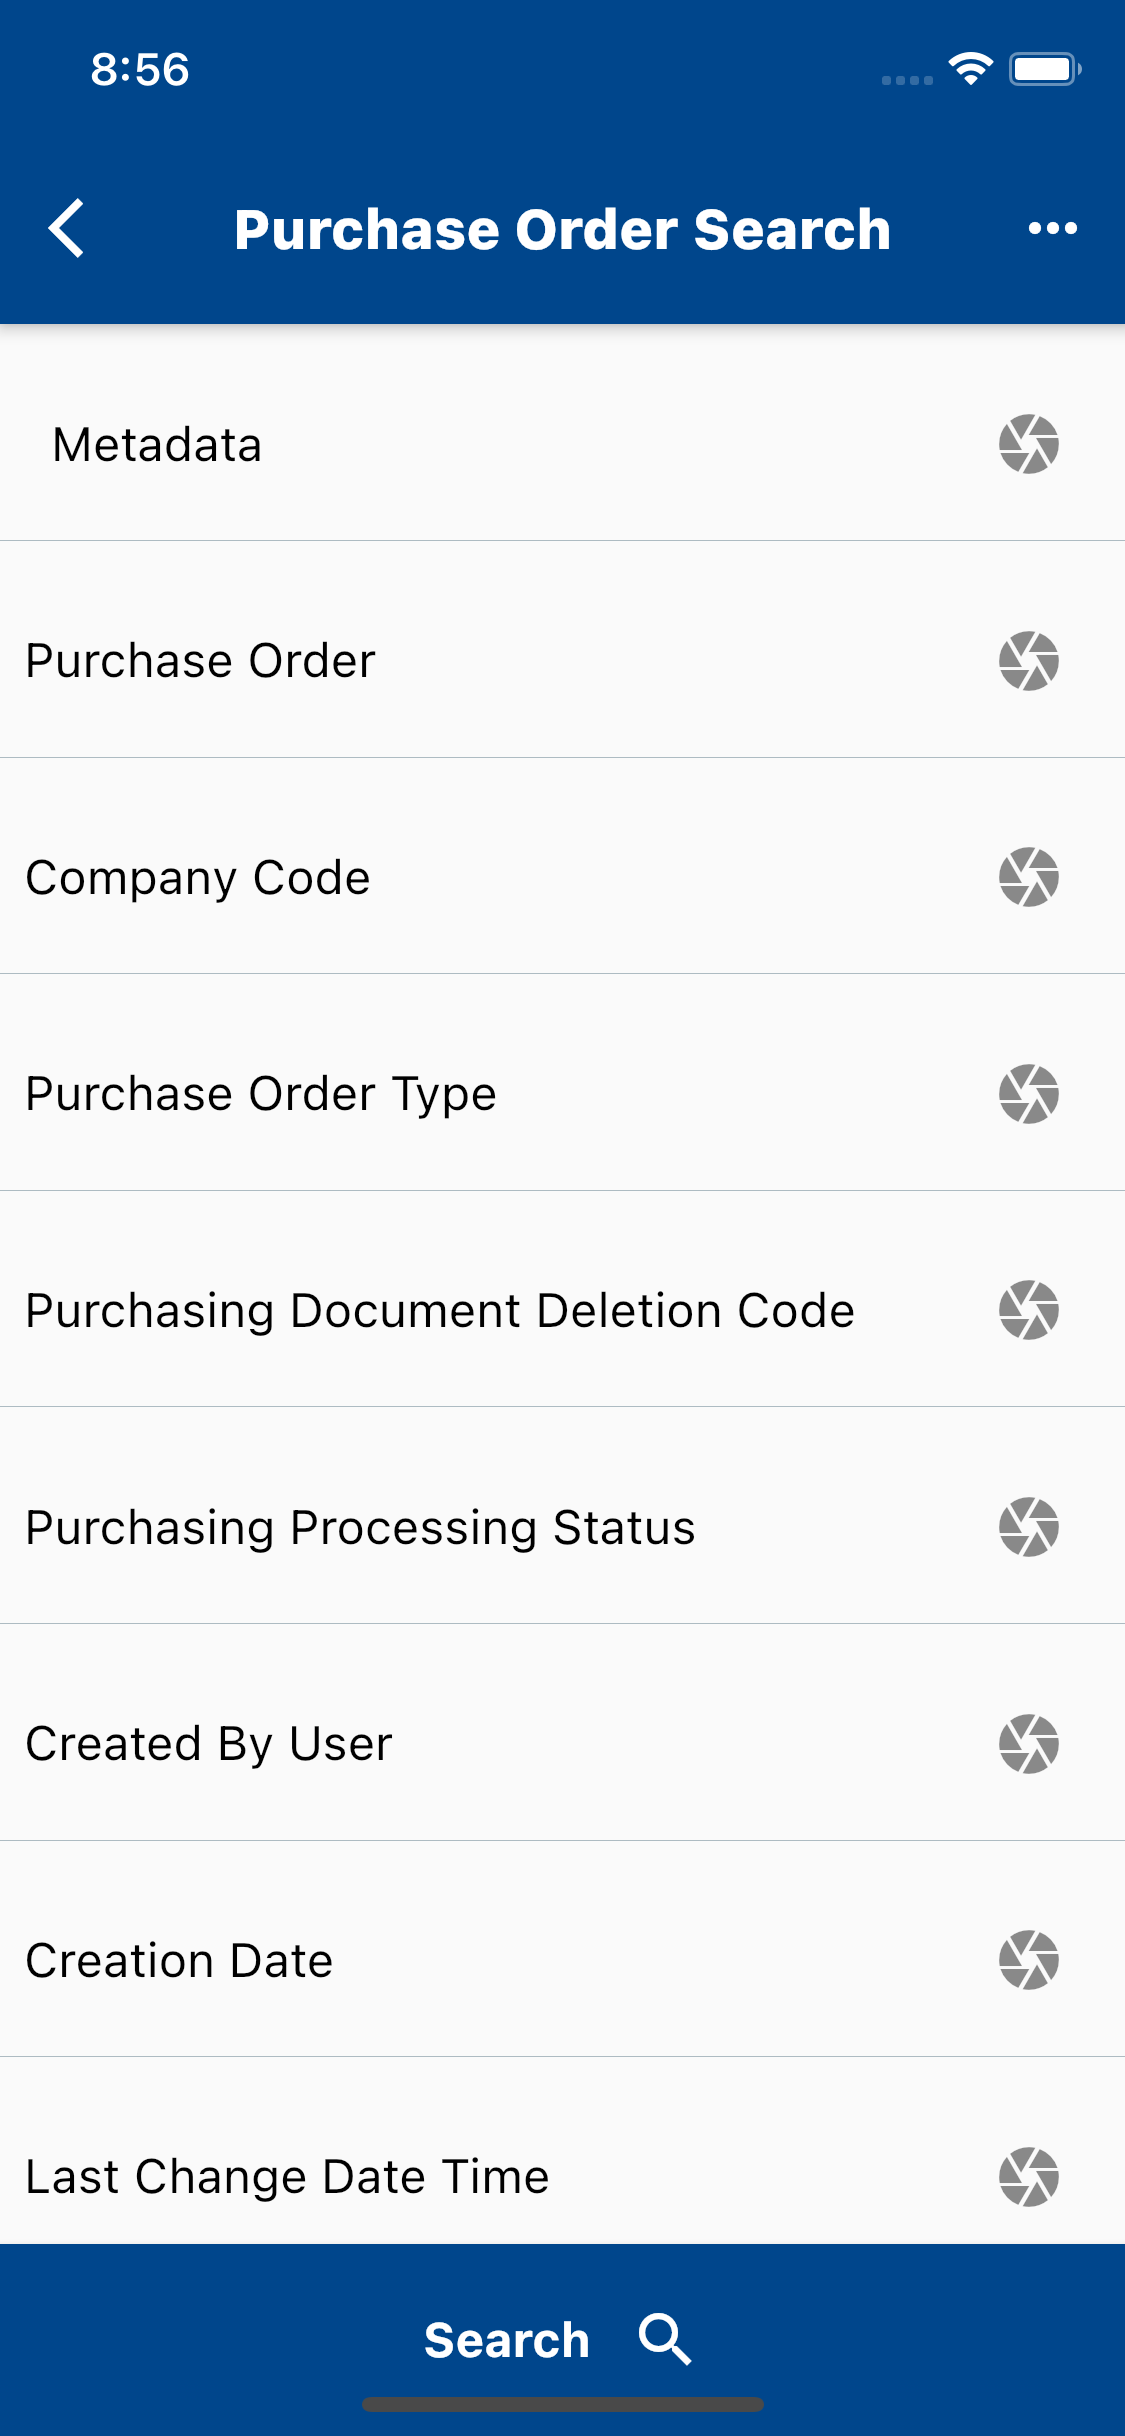 8:56
Purchase Order Search
Metadata
Purchase Order
Company Code
Purchase Order Type
Purchasing Document Deletion Code
Purchasing Processing Status
Created By User
Creation Date
Last Change Date Time
Search